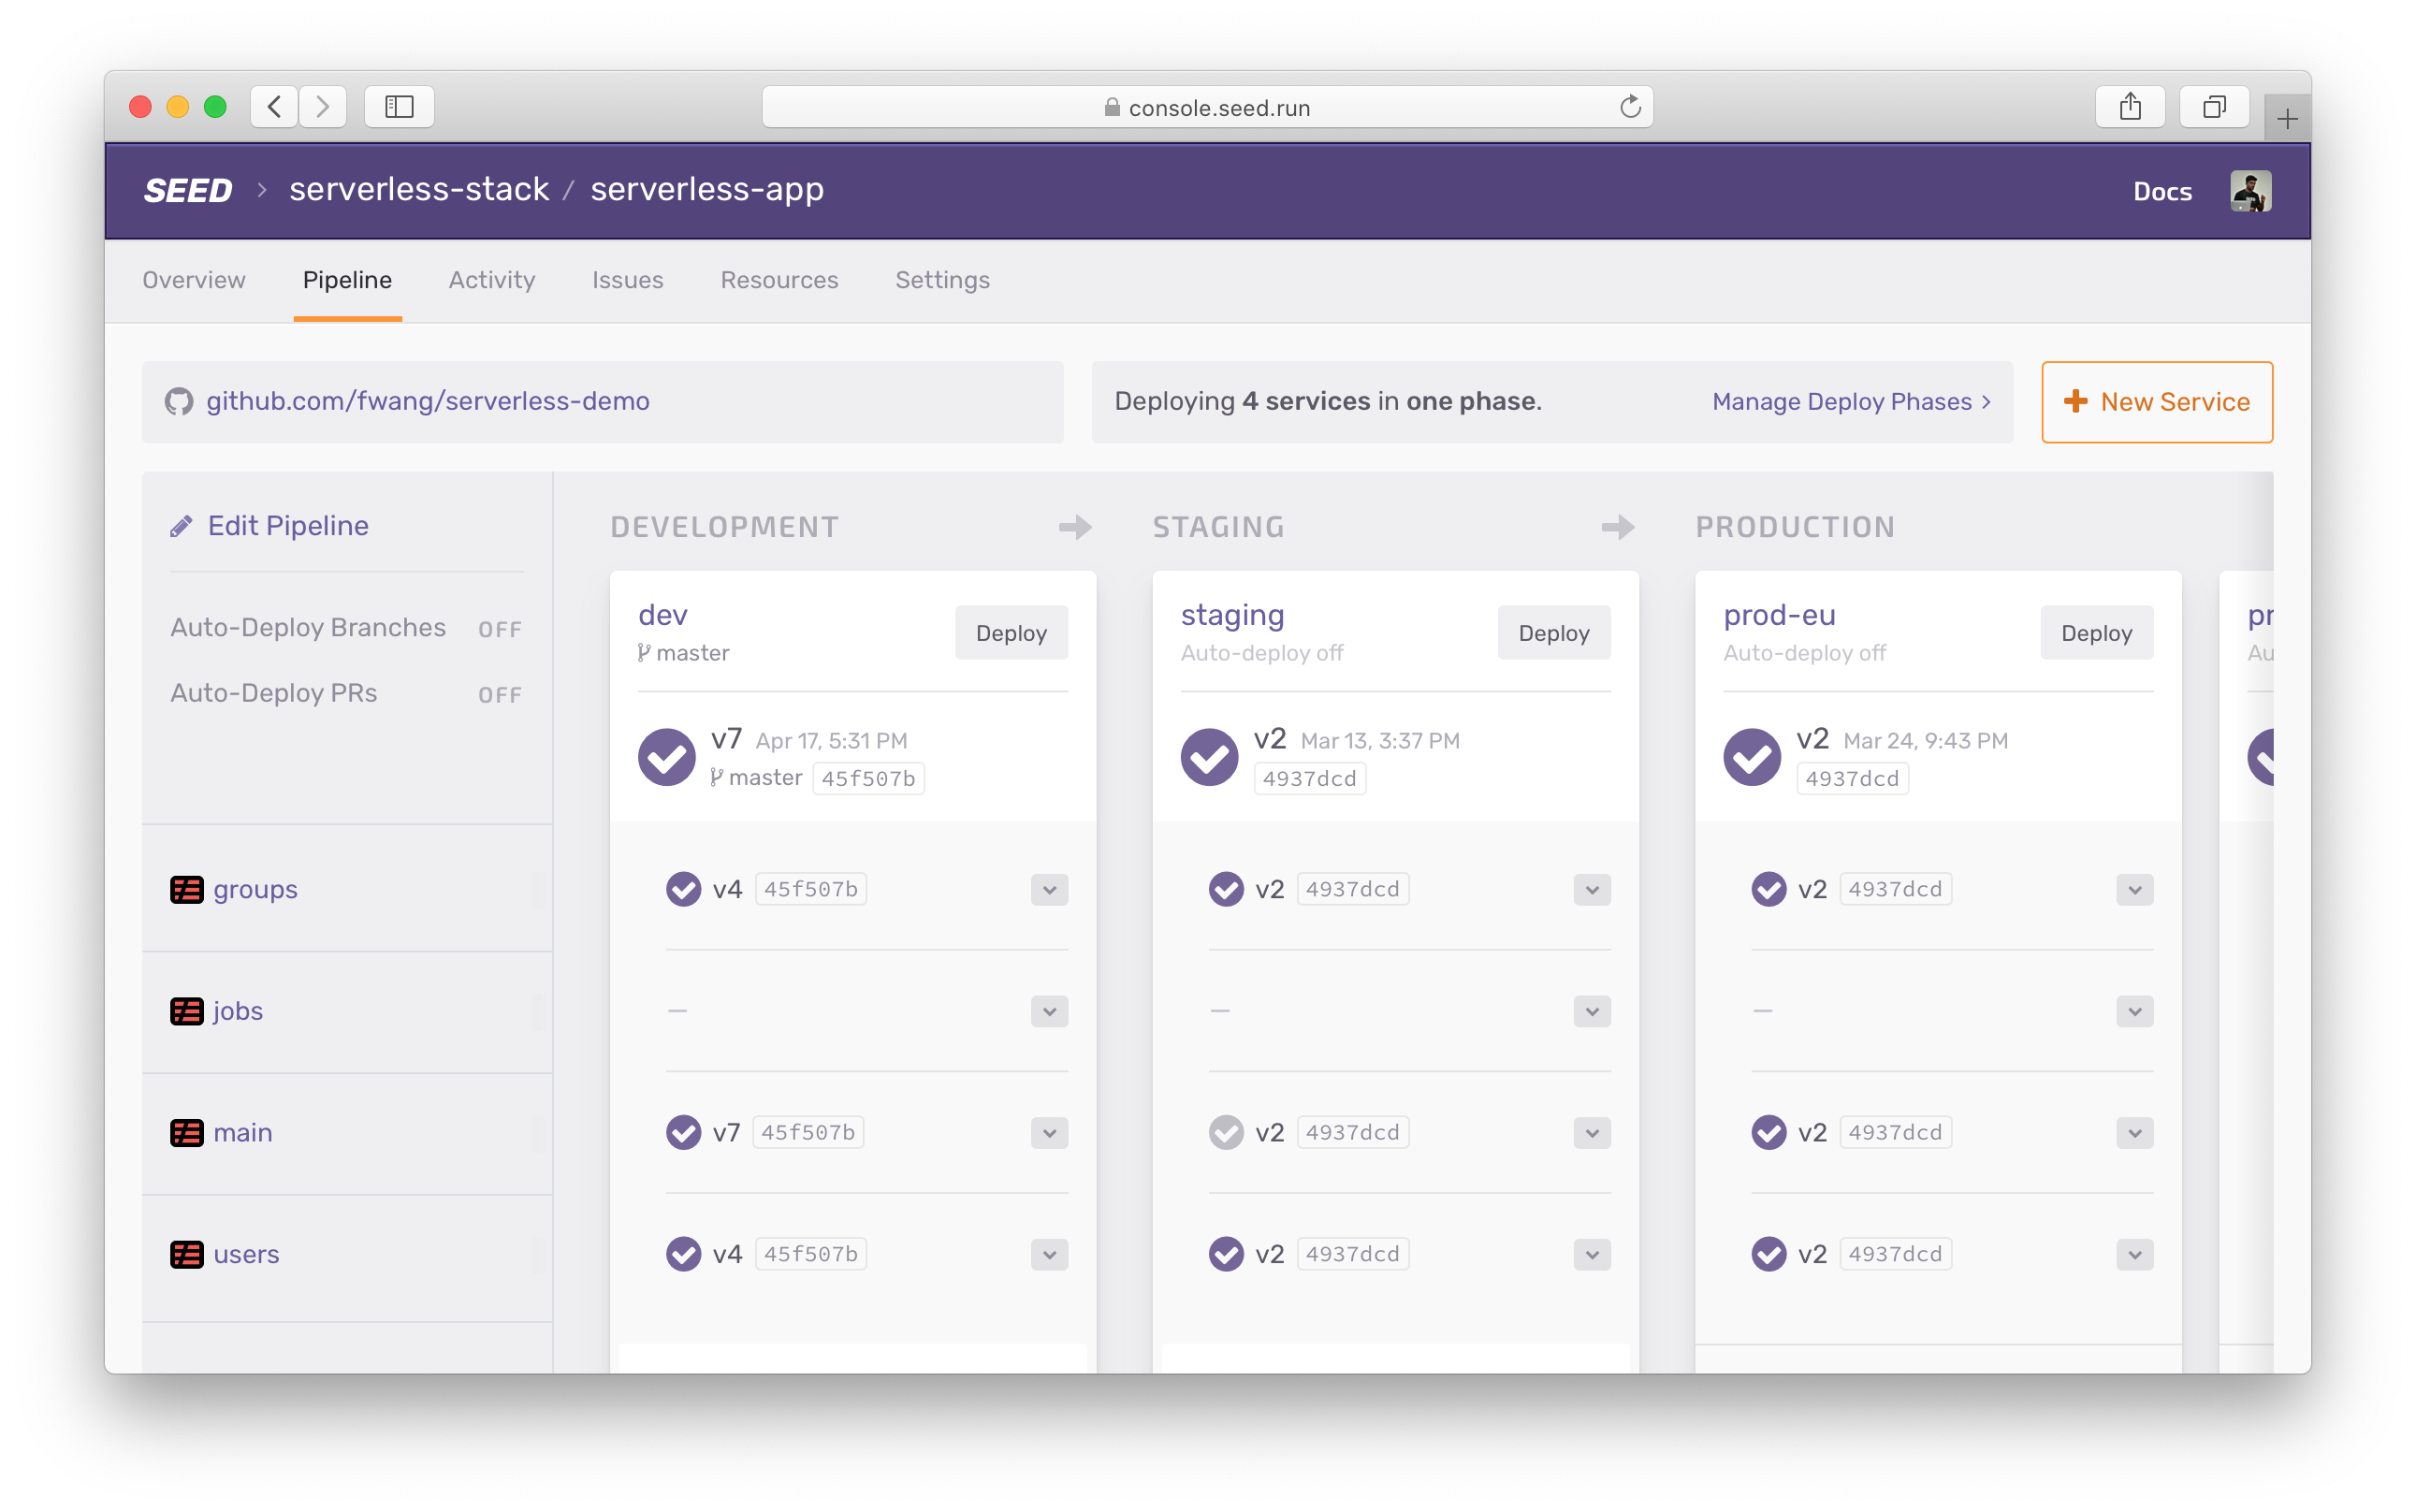 console.seed.run
SEED > serverless-stack / serverless-app
Docs
Overview Pipeline Activity Issues Resources Settings
github.com/fwang/serverless-demo
Deploying 4 services in one phase.
Manage Deploy Phases >
+ New Service
Edit Pipeline
Auto-Deploy Branches OFF
Auto-Deploy PRs OFF
groups
jobs
main
users
DEVELOPMENT
dev
master
Deploy
v7 Apr 17, 5:31 PM
master 45f507b
v4 45f507b
—
v7 45f507b
v4 45f507b
STAGING
staging
Auto-deploy off
Deploy
v2 Mar 13, 3:37 PM
4937dcd
v2 4937dcd
—
v2 4937dcd
v2 4937dcd
PRODUCTION
prod-eu
Auto-deploy off
Deploy
v2 Mar 24, 9:43 PM
4937dcd
v2 4937dcd
—
v2 4937dcd
v2 4937dcd